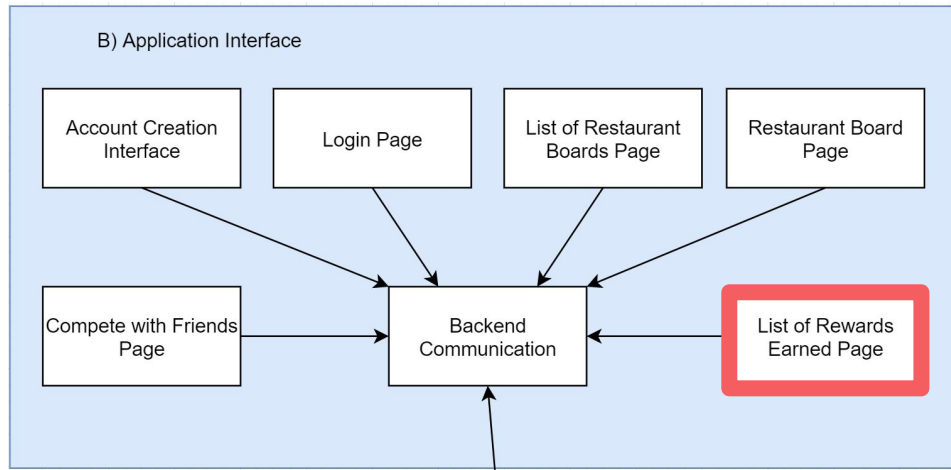 B) Application Interface
Account Creation
Interface
Login Page
List of Restaurant
Boards Page
Restaurant Board
Page
Compete with Friends
Page
Backend
Communication
List of Rewards
Earned Page